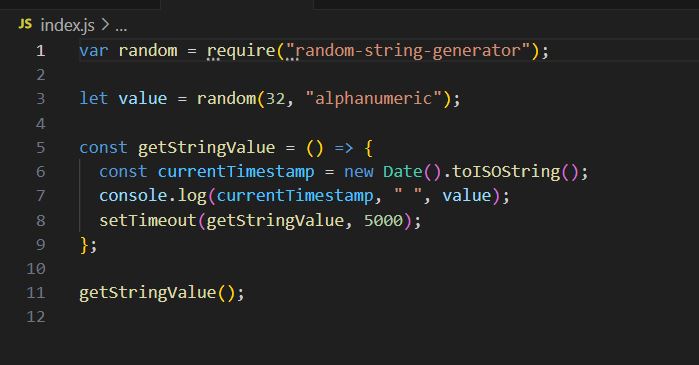 JS index.js > ...
1 var random = require("random-string-generator");
2
3 let value = random(32, "alphanumeric");
4
5 const getStringValue = () => {
6   const currentTimestamp = new Date().toISOString();
7   console.log(currentTimestamp, " ", value);
8   setTimeout(getStringValue, 5000);
9 };
10
11 getStringValue();
12